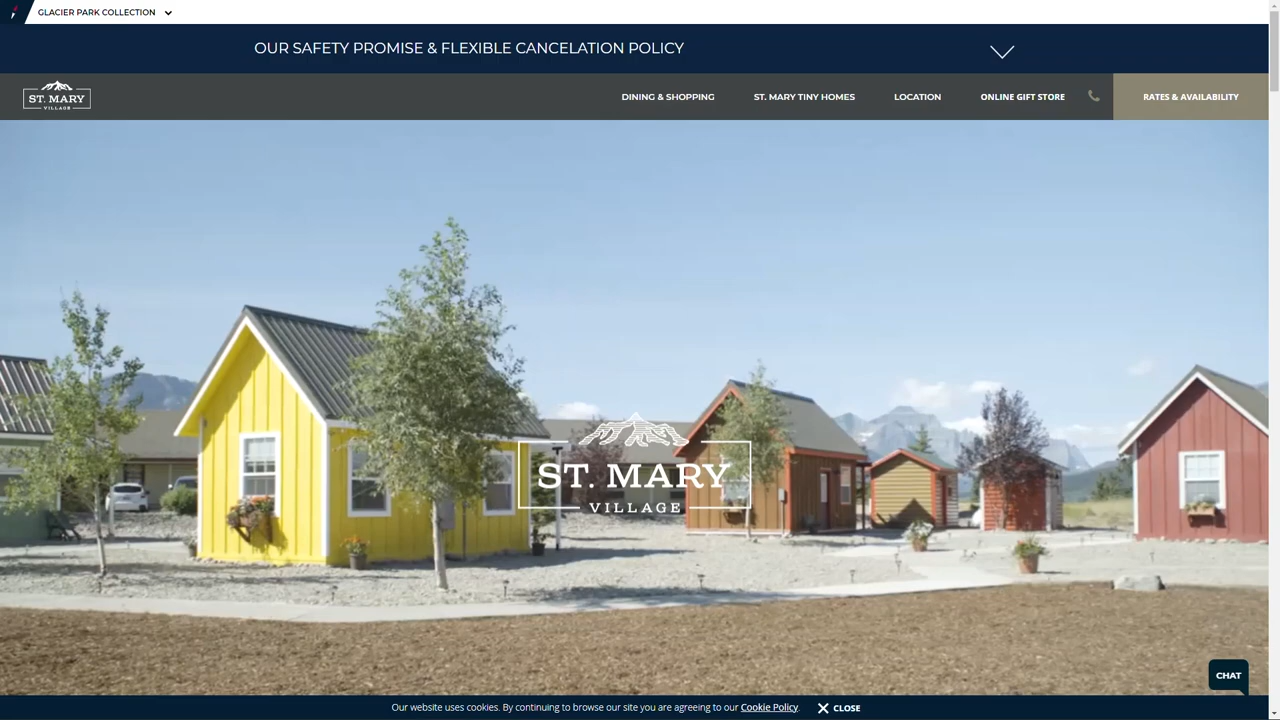 GLACIER PARK COLLECTION
OUR SAFETY PROMISE & FLEXIBLE CANCELATION POLICY
ST. MARY
VILLAGE
DINING & SHOPPING
ST. MARY TINY HOMES
LOCATION
ONLINE GIFT STORE
RATES & AVAILABILITY
ST. MARY
VILLAGE
CHAT
Our website uses cookies. By continuing to browse our site you are agreeing to our Cookie Policy. CLOSE